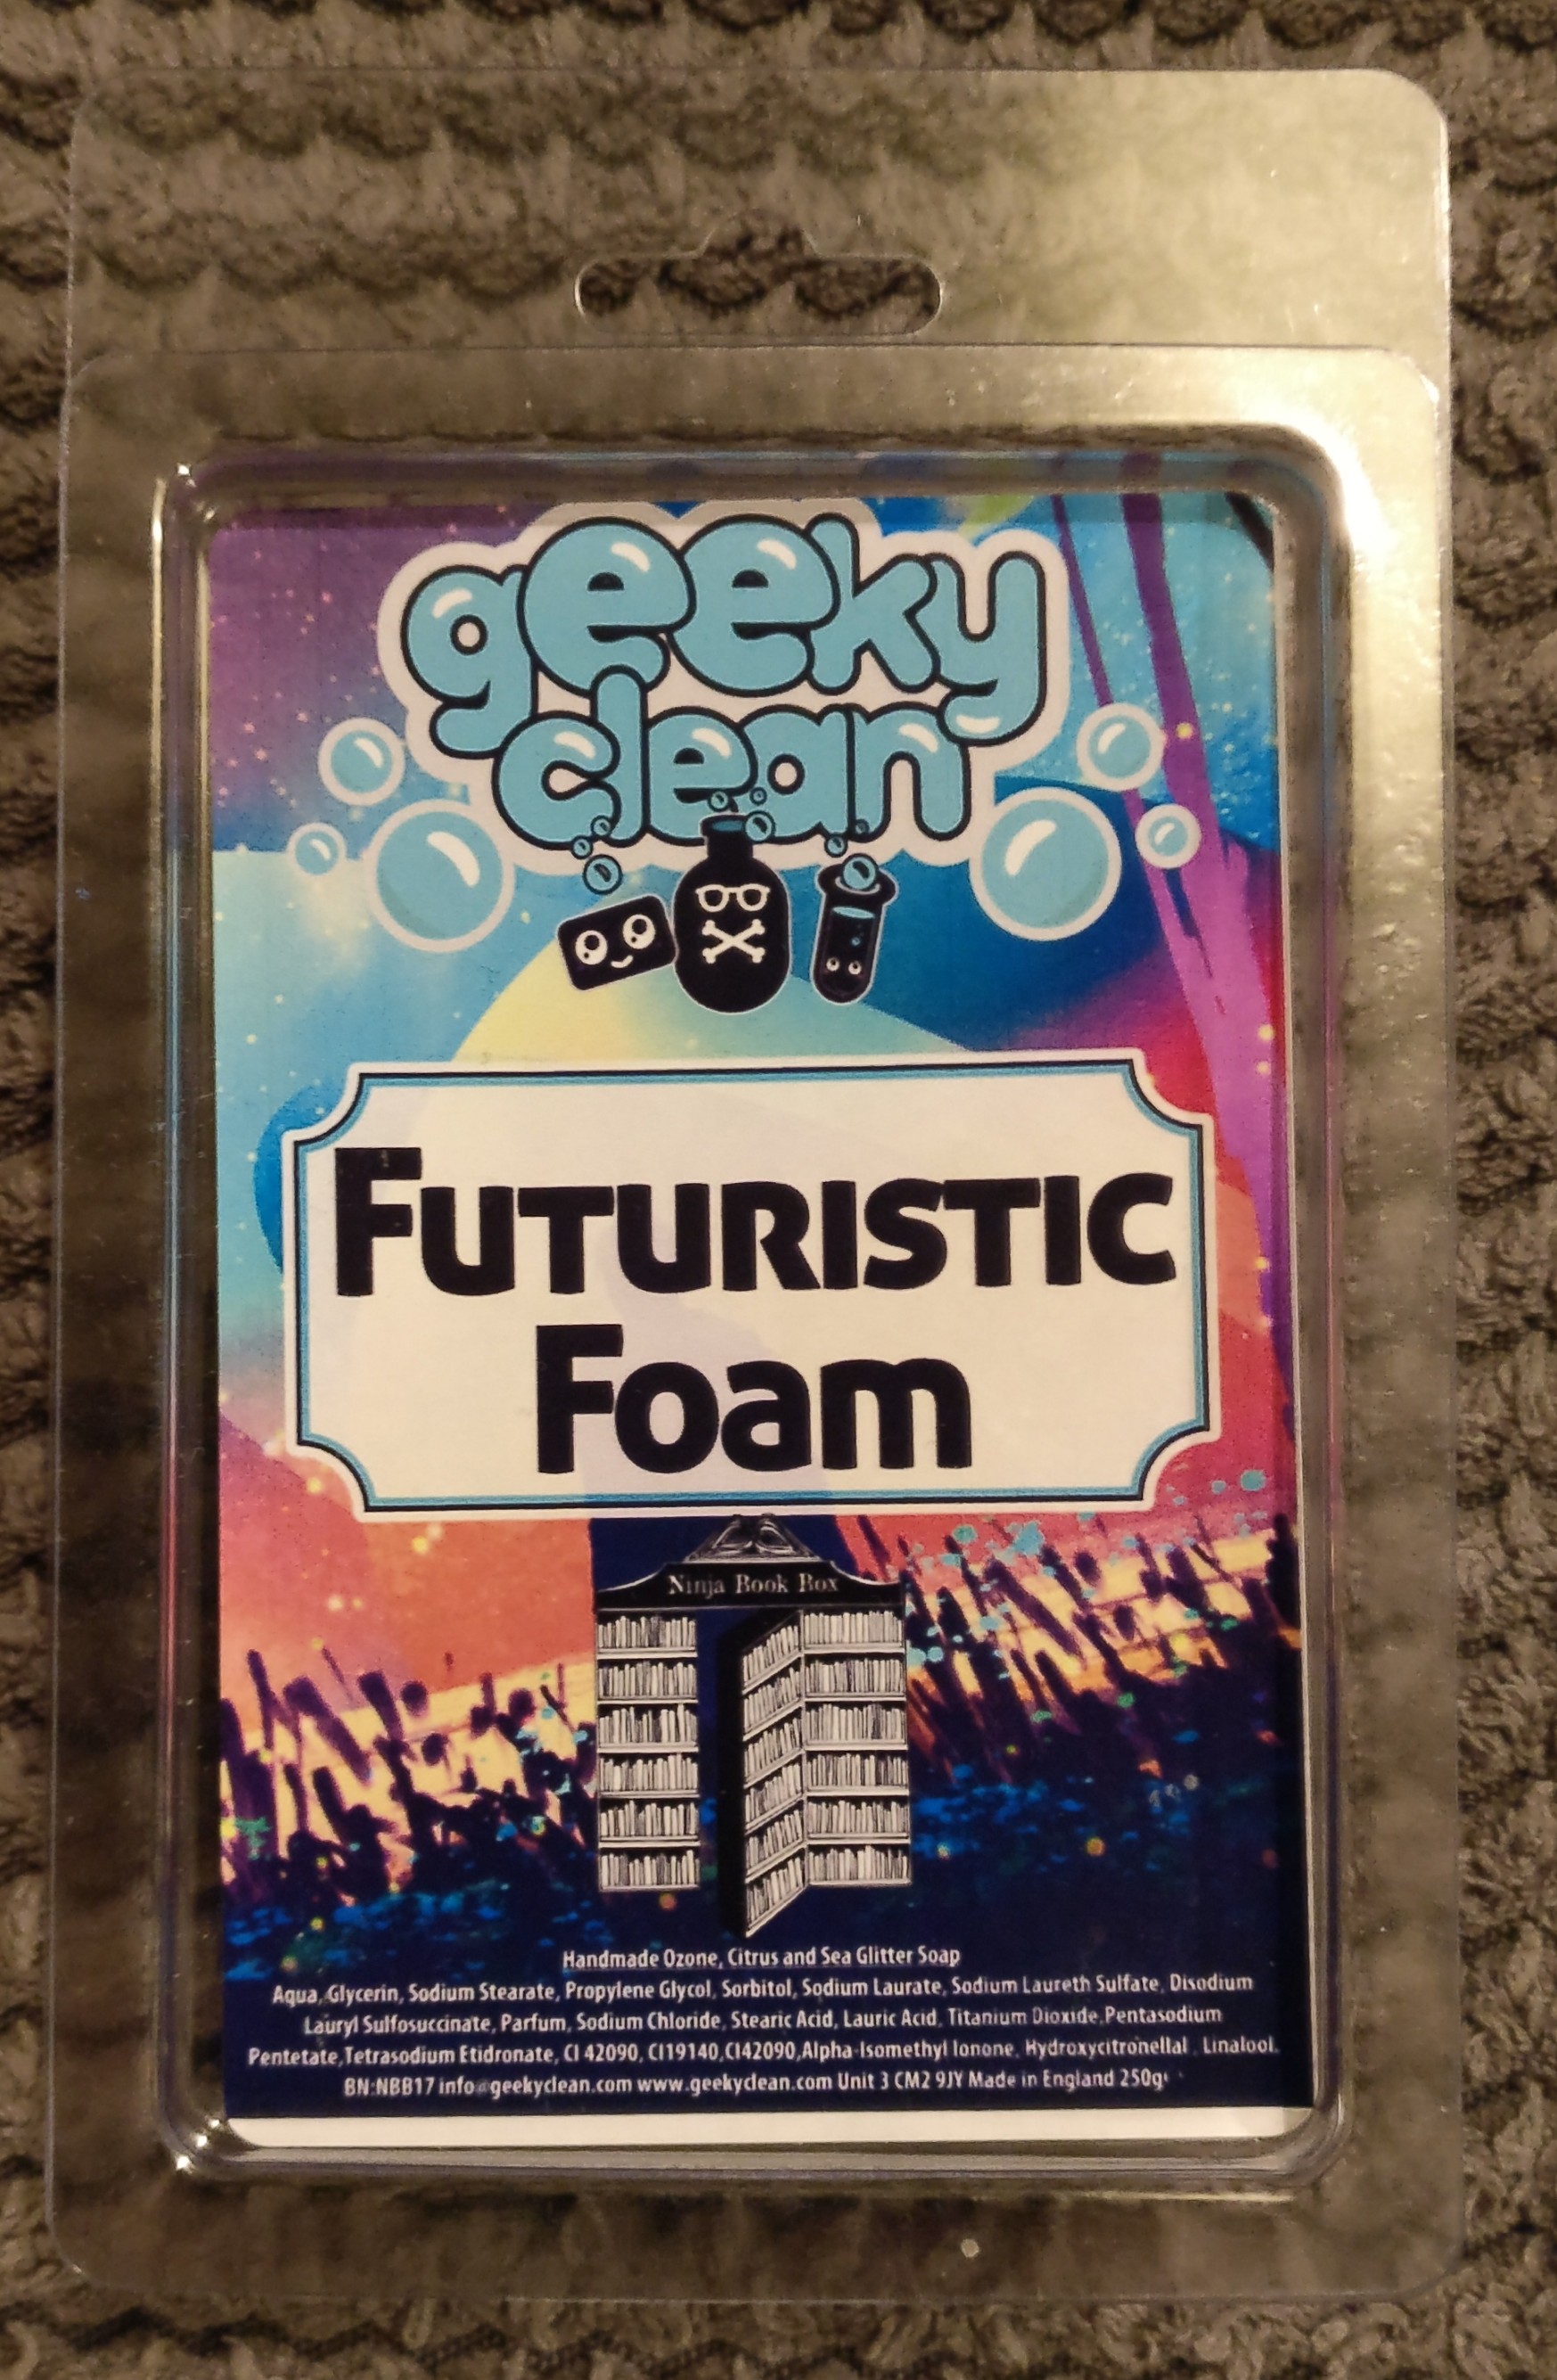 geeky
clean
Futuristic
Foam
Ninja Book Box
Handmade Ozone, Citrus and Sea Glitter Soap
Aqua, Glycerin, Sodium Stearate, Propylene Glycol, Sorbitol, Sodium Laurate, Sodium Laureth Sulfate, Disodium
Lauryl Sulfosuccinate, Parfum, Sodium Chloride, Stearic Acid, Lauric Acid, Titanium Dioxide,Pentasodium
Pentetate,Tetrasodium Etidronate, CI 42090, CI19140,CI42090,Alpha-Isomethyl Ionone, Hydroxycitronellal , Linalool.
BN:NBB17 info@geekyclean.com www.geekyclean.com Unit 3 CM2 9JY Made in England 250g